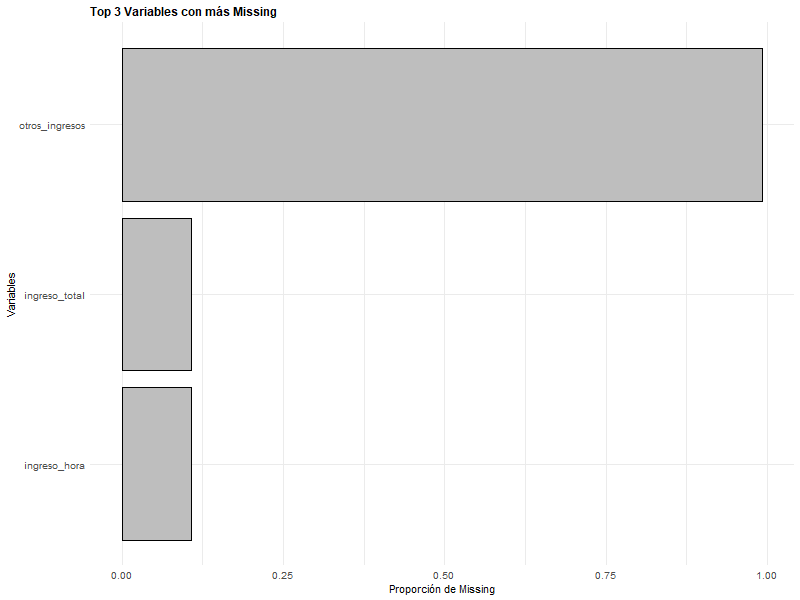 Top 3 Variables con más Missing
otros_ingresos
ingreso_total
ingreso_hora
Variables
0.00 0.25 0.50 0.75 1.00
Proporción de Missing